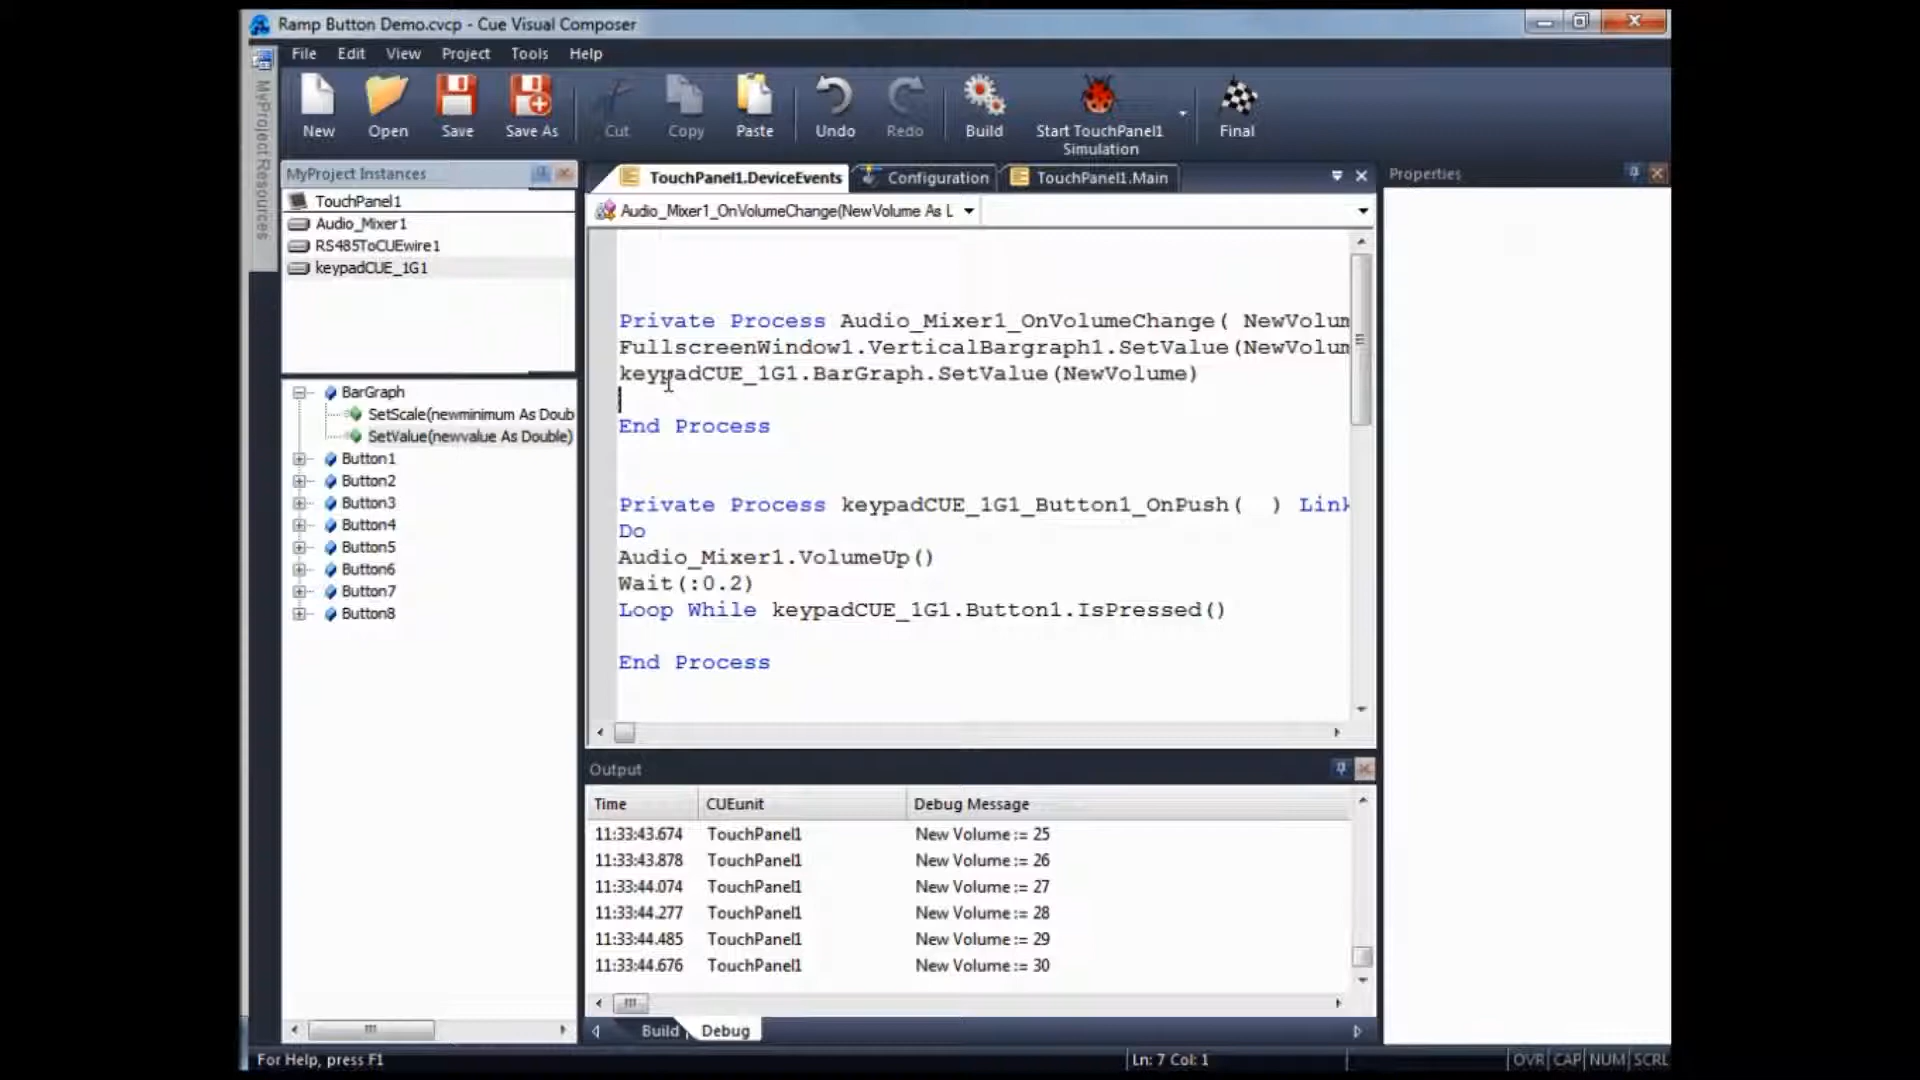 Ramp Button Demo.cvcp - Cue Visual Composer
File Edit View Project Tools Help
New Open Save Save As Cut Copy Paste Undo Redo Build Start TouchPanel1 Simulation Final
MyProject Resources
MyProject Instances
TouchPanel1
Audio_Mixer1
RS485ToCUEwire1
keypadCUE_1G1
BarGraph
SetScale(newminimum As Doub
SetValue(newvalue As Double)
Button1
Button2
Button3
Button4
Button5
Button6
Button7
Button8
TouchPanel1.DeviceEvents Configuration TouchPanel1.Main
Audio_Mixer1_OnVolumeChange(NewVolume As L
Private Process Audio_Mixer1_OnVolumeChange( NewVolum
FullscreenWindow1.VerticalBargraph1.SetValue(NewVolum
keypadCUE_1G1.BarGraph.SetValue(NewVolume)
End Process
Private Process keypadCUE_1G1_Button1_OnPush(  ) Link
Do
Audio_Mixer1.VolumeUp()
Wait(:0.2)
Loop While keypadCUE_1G1.Button1.IsPressed()
End Process
Properties
Output
Time CUEunit Debug Message
11:33:43.674 TouchPanel1 New Volume := 25
11:33:43.878 TouchPanel1 New Volume := 26
11:33:44.074 TouchPanel1 New Volume := 27
11:33:44.277 TouchPanel1 New Volume := 28
11:33:44.485 TouchPanel1 New Volume := 29
11:33:44.676 TouchPanel1 New Volume := 30
Build Debug
For Help, press F1
Ln: 7 Col: 1
OVR CAP NUM SCRL